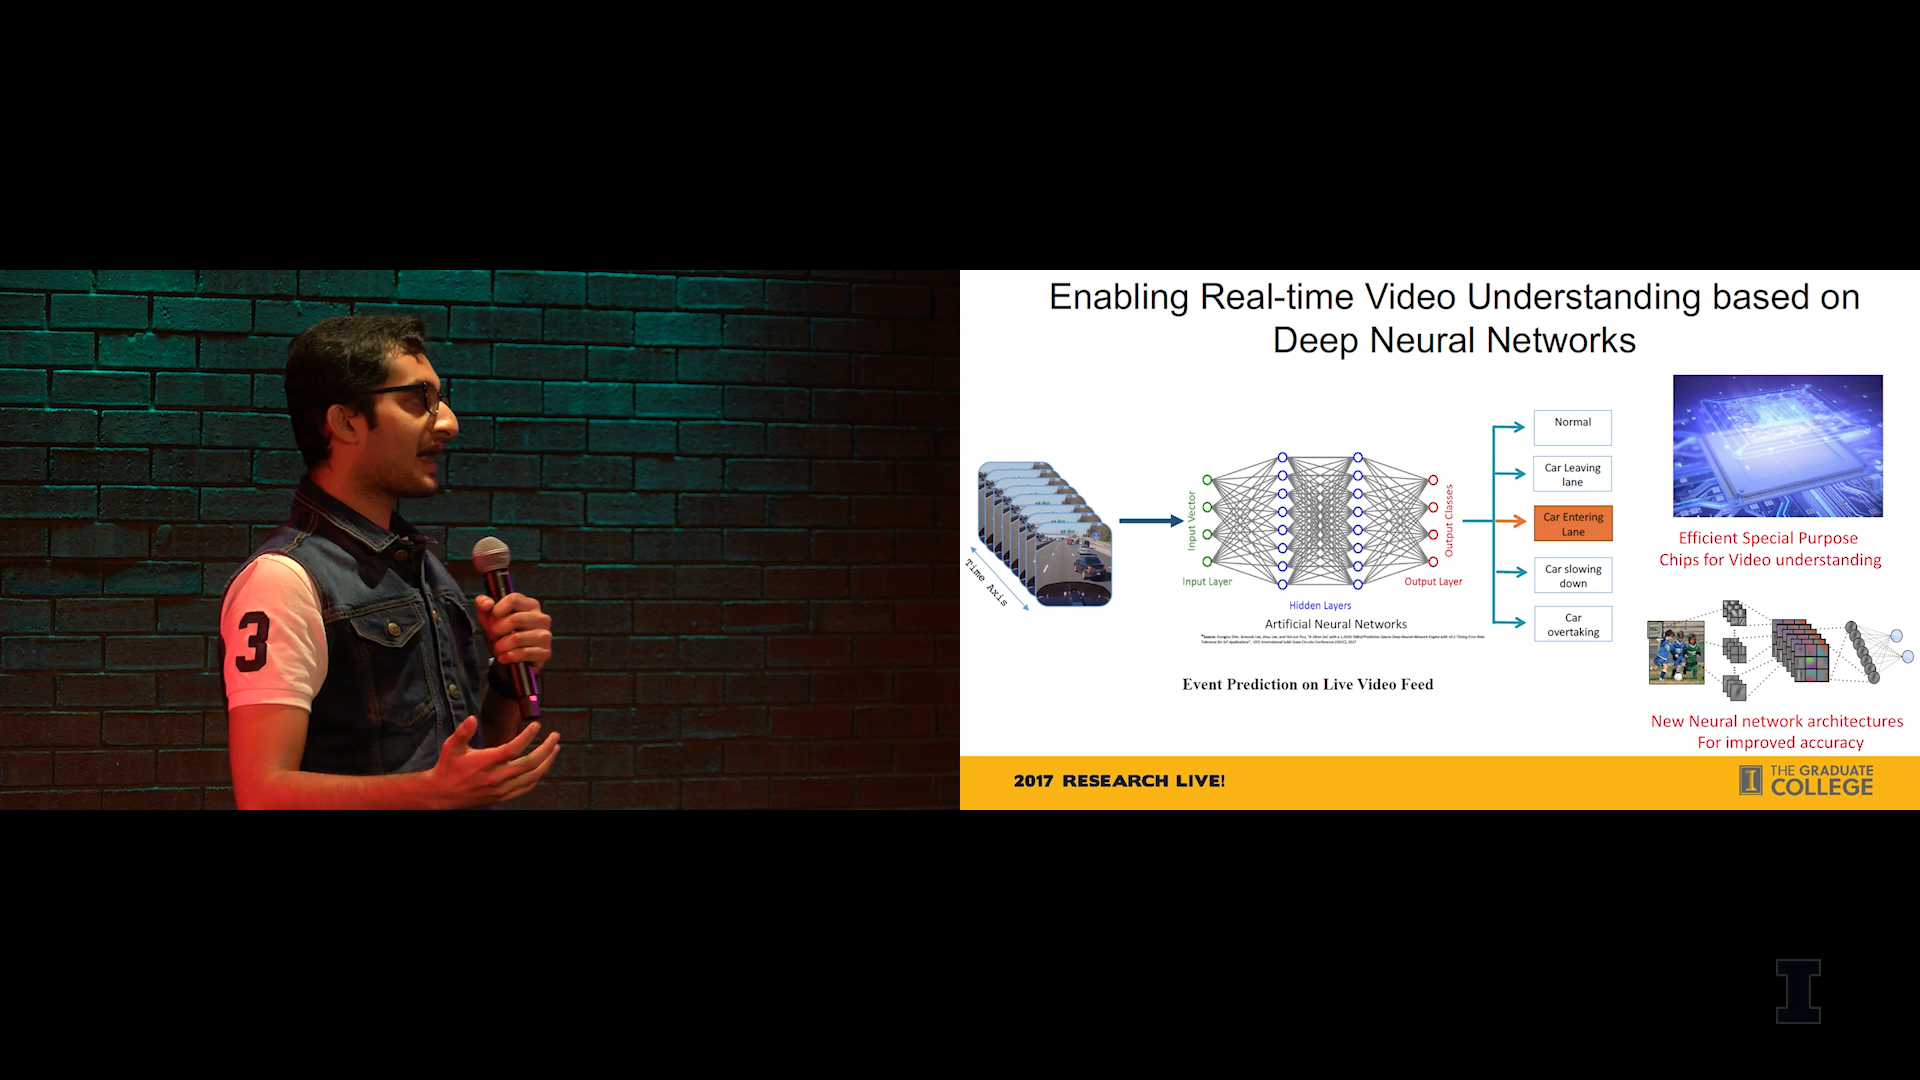 3
Enabling Real-time Video Understanding based on
Deep Neural Networks
Time Axis
Input Vector
Input Layer
Hidden Layers
Output Classes
Output Layer
Artificial Neural Networks
Event Prediction on Live Video Feed
Normal
Car Leaving
lane
Car Entering
Lane
Car slowing
down
Car
overtaking
Efficient Special Purpose
Chips for Video understanding
New Neural network architectures
For improved accuracy
2017 RESEARCH LIVE!
I
THE GRADUATE
COLLEGE
I